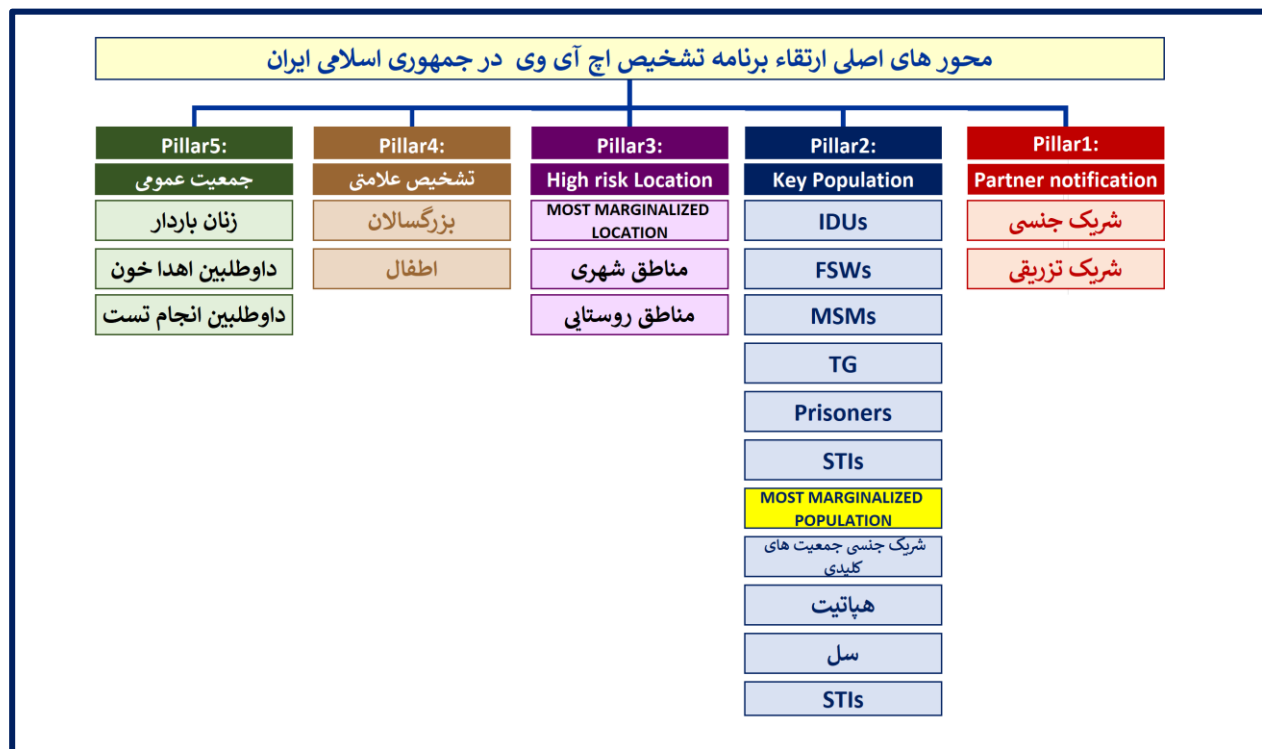 محور های اصلی ارتقاء برنامه تشخیص اچ آی وی در جمهوری اسلامی ایران
Pillar1:
Partner notification
شریک جنسی
شریک تزریقی
Pillar2:
Key Population
IDUs
FSWs
MSMs
TG
Prisoners
STIs
MOST MARGINALIZED
POPULATION
شریک جنسی جمعیت های
کلیدی
هپاتیت
سل
STIs
Pillar3:
High risk Location
MOST MARGINALIZED
LOCATION
مناطق شهری
مناطق روستایی
Pillar4:
تشخیص علامتی
بزرگسالان
اطفال
Pillar5:
جمعیت عمومی
زنان باردار
داوطلبین اهدا خون
داوطلبین انجام تست